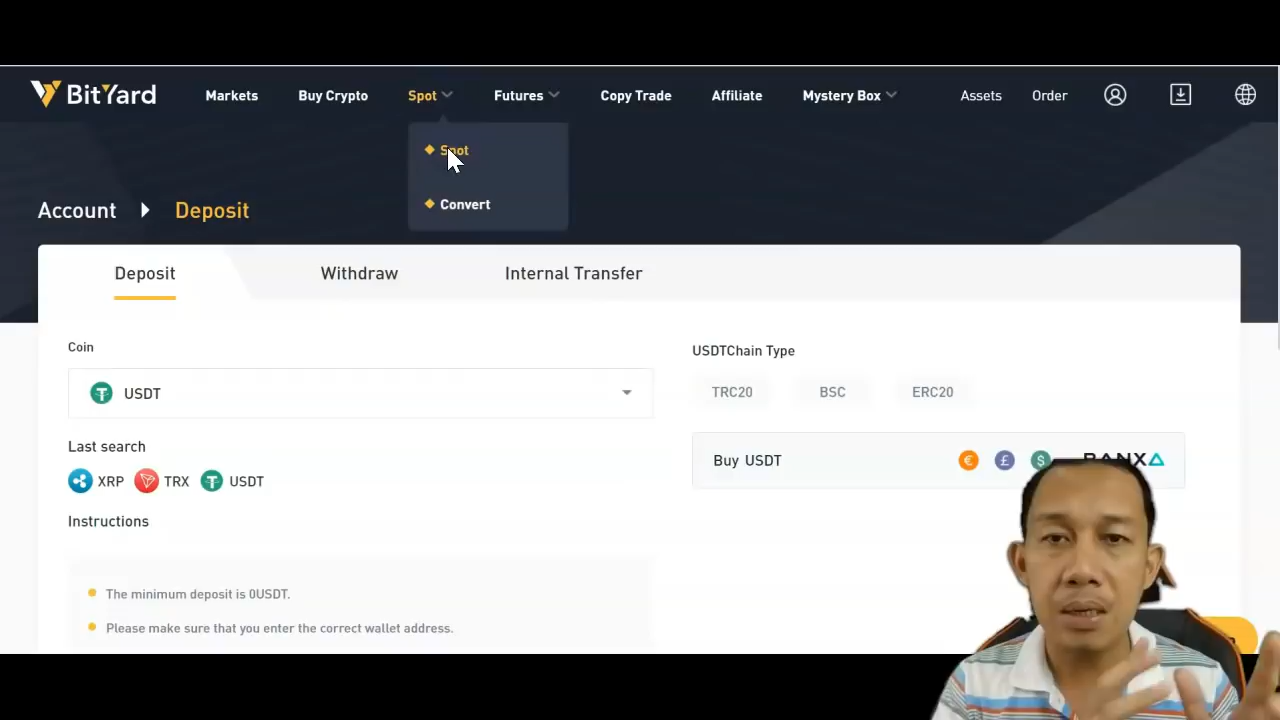 BitYard
Markets
Buy Crypto
Spot
Futures
Copy Trade
Affiliate
Mystery Box
Assets
Order
Spot
Convert
Account
Deposit
Deposit
Withdraw
Internal Transfer
Coin
USDT
Last search
XRP
TRX
USDT
Instructions
The minimum deposit is 0USDT.
Please make sure that you enter the correct wallet address.
USDTChain Type
TRC20
BSC
ERC20
Buy USDT
BANXA